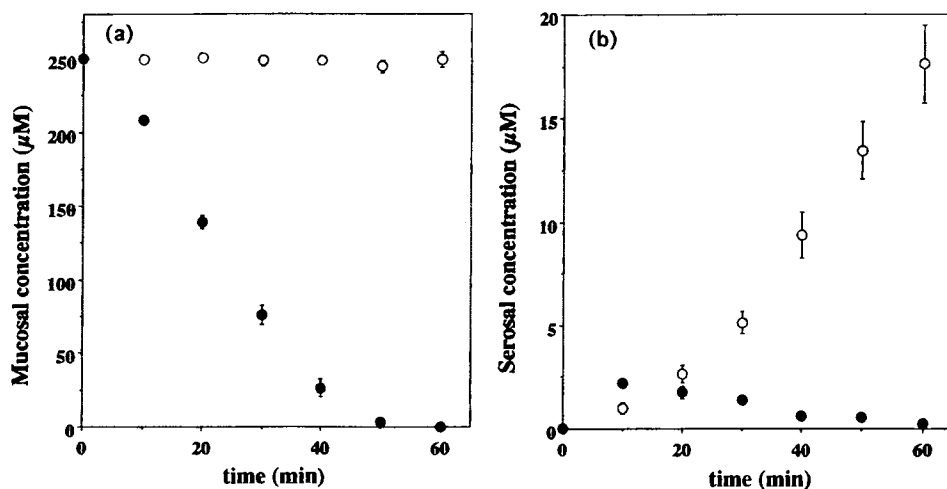 (a)
Mucosal concentration (µM)
250
200
150
100
50
0
0 20 40 60
time (min)
(b)
Serosal concentration (µM)
20
15
10
5
0
0 20 40 60
time (min)